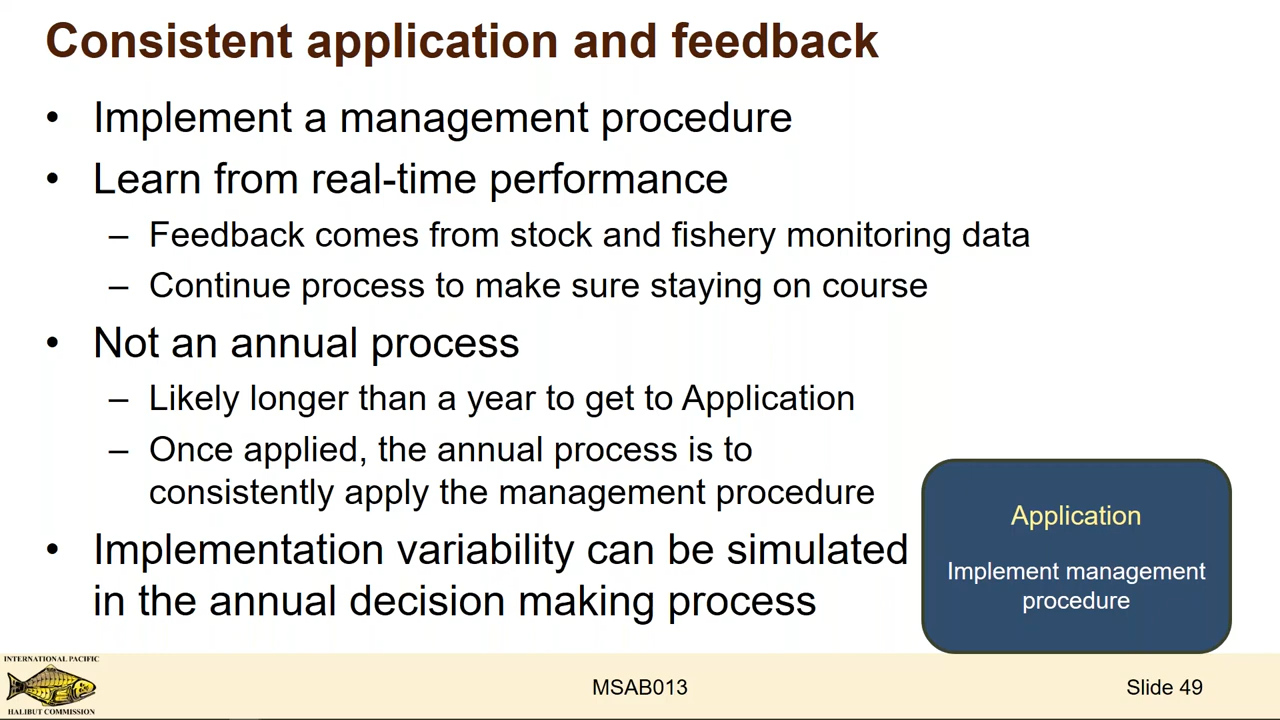 Consistent application and feedback
• Implement a management procedure
• Learn from real-time performance
– Feedback comes from stock and fishery monitoring data
– Continue process to make sure staying on course
• Not an annual process
– Likely longer than a year to get to Application
– Once applied, the annual process is to
consistently apply the management procedure
• Implementation variability can be simulated
in the annual decision making process
Application
Implement management
procedure
INTERNATIONAL PACIFIC
HALIBUT COMMISSION
MSAB013
Slide 49